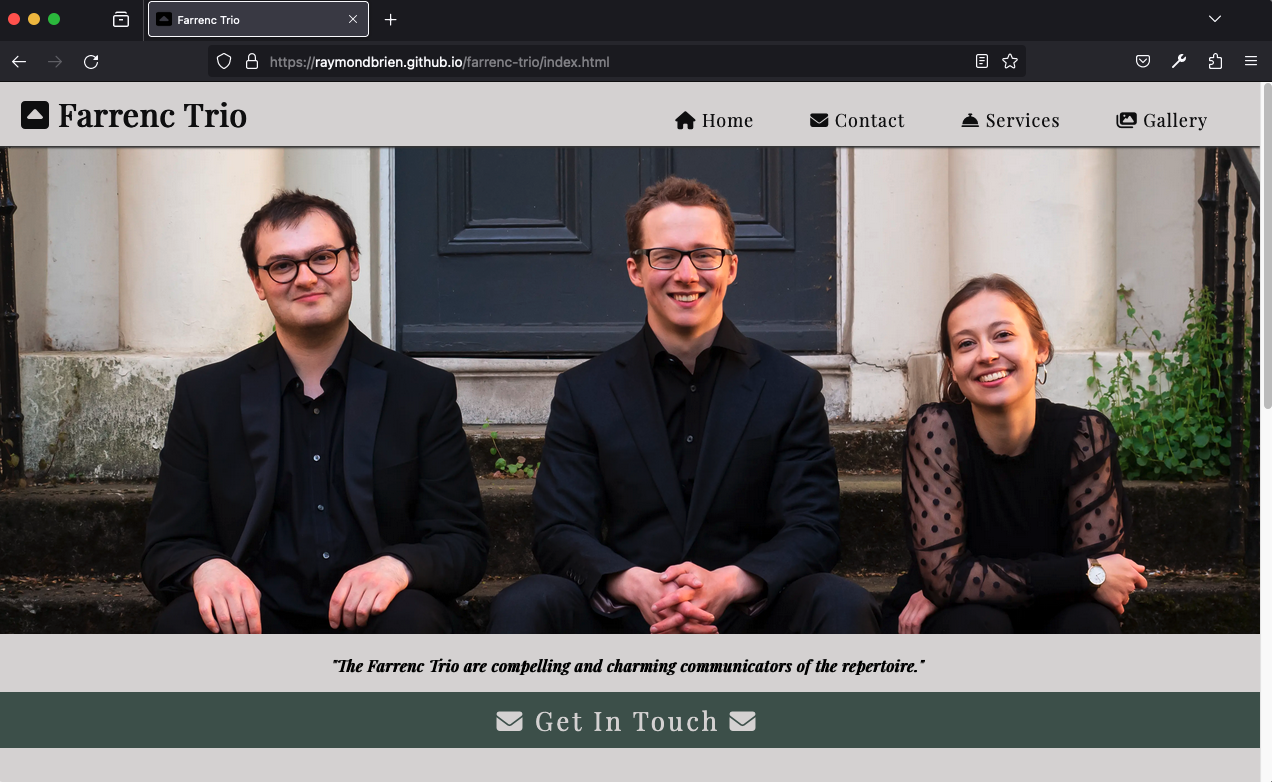 Farrenc Trio
https://raymondbrien.github.io/farrenc-trio/index.html
Farrenc Trio
Home
Contact
Services
Gallery
"The Farrenc Trio are compelling and charming communicators of the repertoire."
Get In Touch